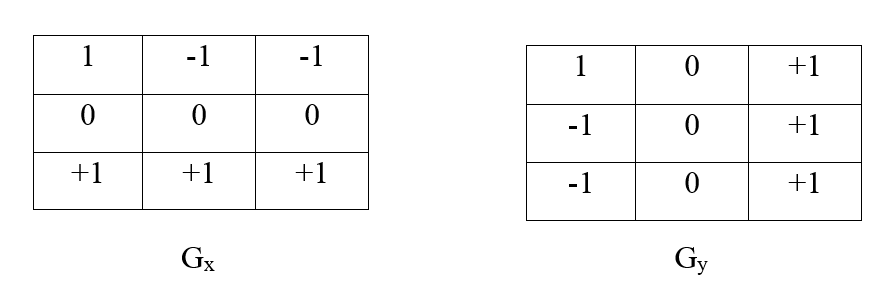 1 -1 -1
0 0 0
+1 +1 +1
Gx
1 0 +1
-1 0 +1
-1 0 +1
Gy